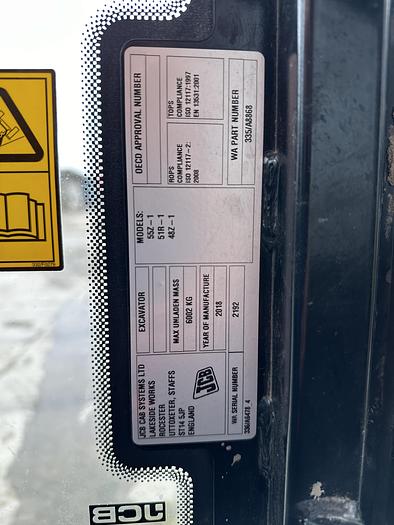 JCB CAB SYSTEMS LTD
LAKESIDE WORKS
ROCESTER
UTTOXETER, STAFFS
ST14 5JP
ENGLAND
JCB
WA SERIAL NUMBER
336/A6478 4
EXCAVATOR
MAX UNLADEN MASS
6002 KG
YEAR OF MANUFACTURE
2018
2192
MODELS:
55Z-1
51R-1
48Z-1
OECD APPROVAL NUMBER
ROPS
COMPLIANCE
ISO 12117-2:
2008
TOPS
COMPLIANCE
ISO 12117:1997
EN 13531:2001
WA PART NUMBER
335/A8868
JCB